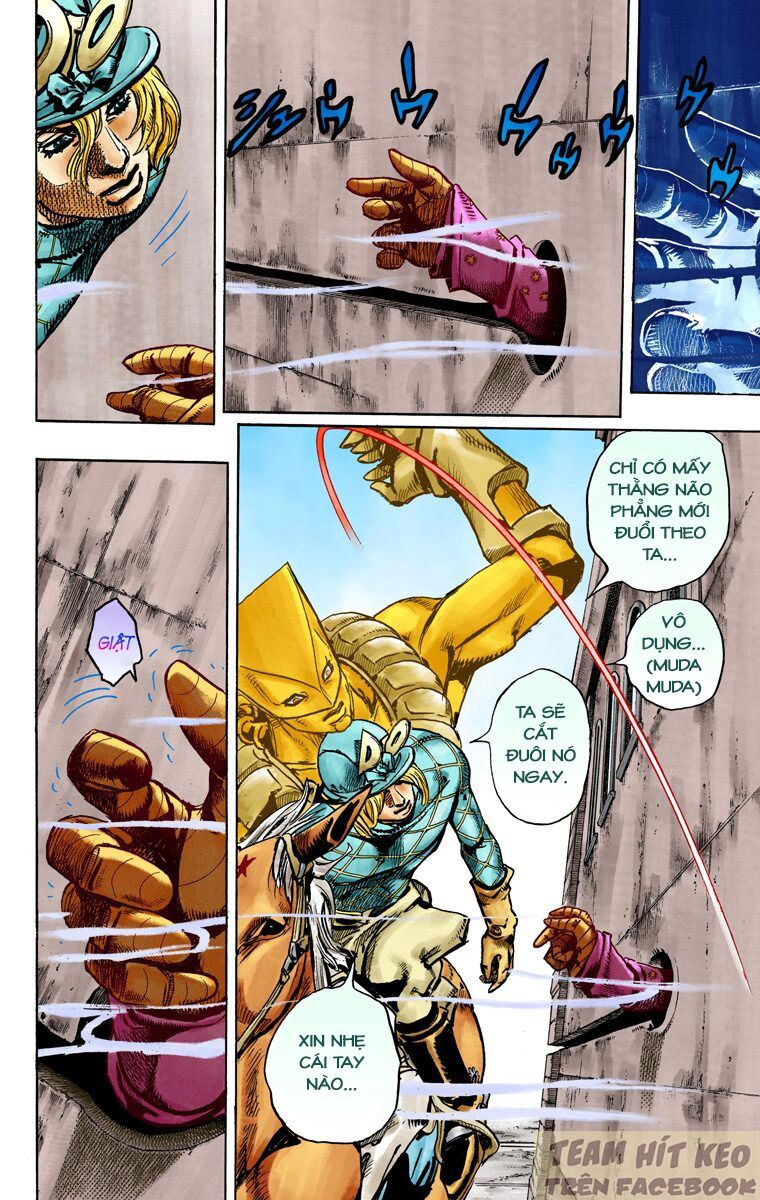 CHỈ CÓ MẤY
THẰNG NÃO
PHẲNG MỚI
ĐUỔI THEO
TA...
VÔ
DỤNG...
(MUDA
MUDA)
TA SẼ
CẮT
ĐUÔI NÓ
NGAY.
XIN NHẸ
CÁI TAY
NÀO...
GIẬT
TEAM HÍT KEO
TRÊN FACEBOOK